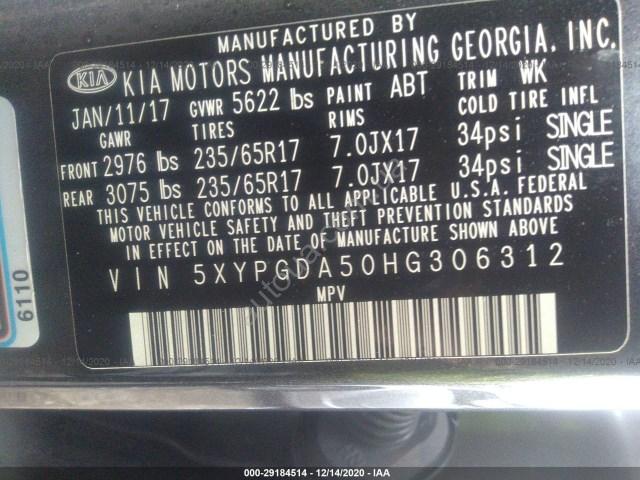 MANUFACTURED BY
KIA KIA MOTORS MANUFACTURING GEORGIA, INC.
JAN/11/17 GVWR 5622 lbs PAINT ABT TRIM WK
GAWR TIRES RIMS COLD TIRE INFL
FRONT 2976 lbs 235/65R17 7.0JX17 34psi SINGLE
REAR 3075 lbs 235/65R17 7.0JX17 34psi SINGLE
THIS VEHICLE CONFORMS TO ALL APPLICABLE U.S.A. FEDERAL
MOTOR VEHICLE SAFETY AND THEFT PREVENTION STANDARDS
IN EFFECT ON THE DATE OF MANUFACTURE SHOWN ABOVE.
VIN 5XYPGDA50HG306312
MPV
6110
000-29184514 - 12/14/2020 - IAA